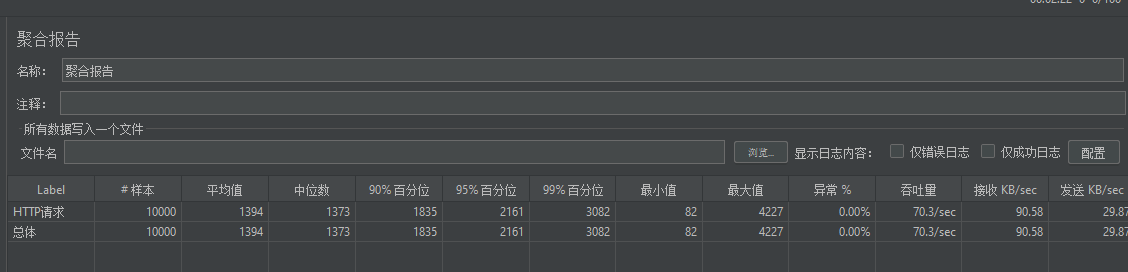 聚合报告
名称： 聚合报告
注释：
所有数据写入一个文件
文件名 浏览... 显示日志内容： 仅错误日志 仅成功日志 配置
Label # 样本 平均值 中位数 90% 百分位 95% 百分位 99% 百分位 最小值 最大值 异常 % 吞吐量 接收 KB/sec 发送 KB/sec
HTTP请求 10000 1394 1373 1835 2161 3082 82 4227 0.00% 70.3/sec 90.58 29.87
总体 10000 1394 1373 1835 2161 3082 82 4227 0.00% 70.3/sec 90.58 29.87